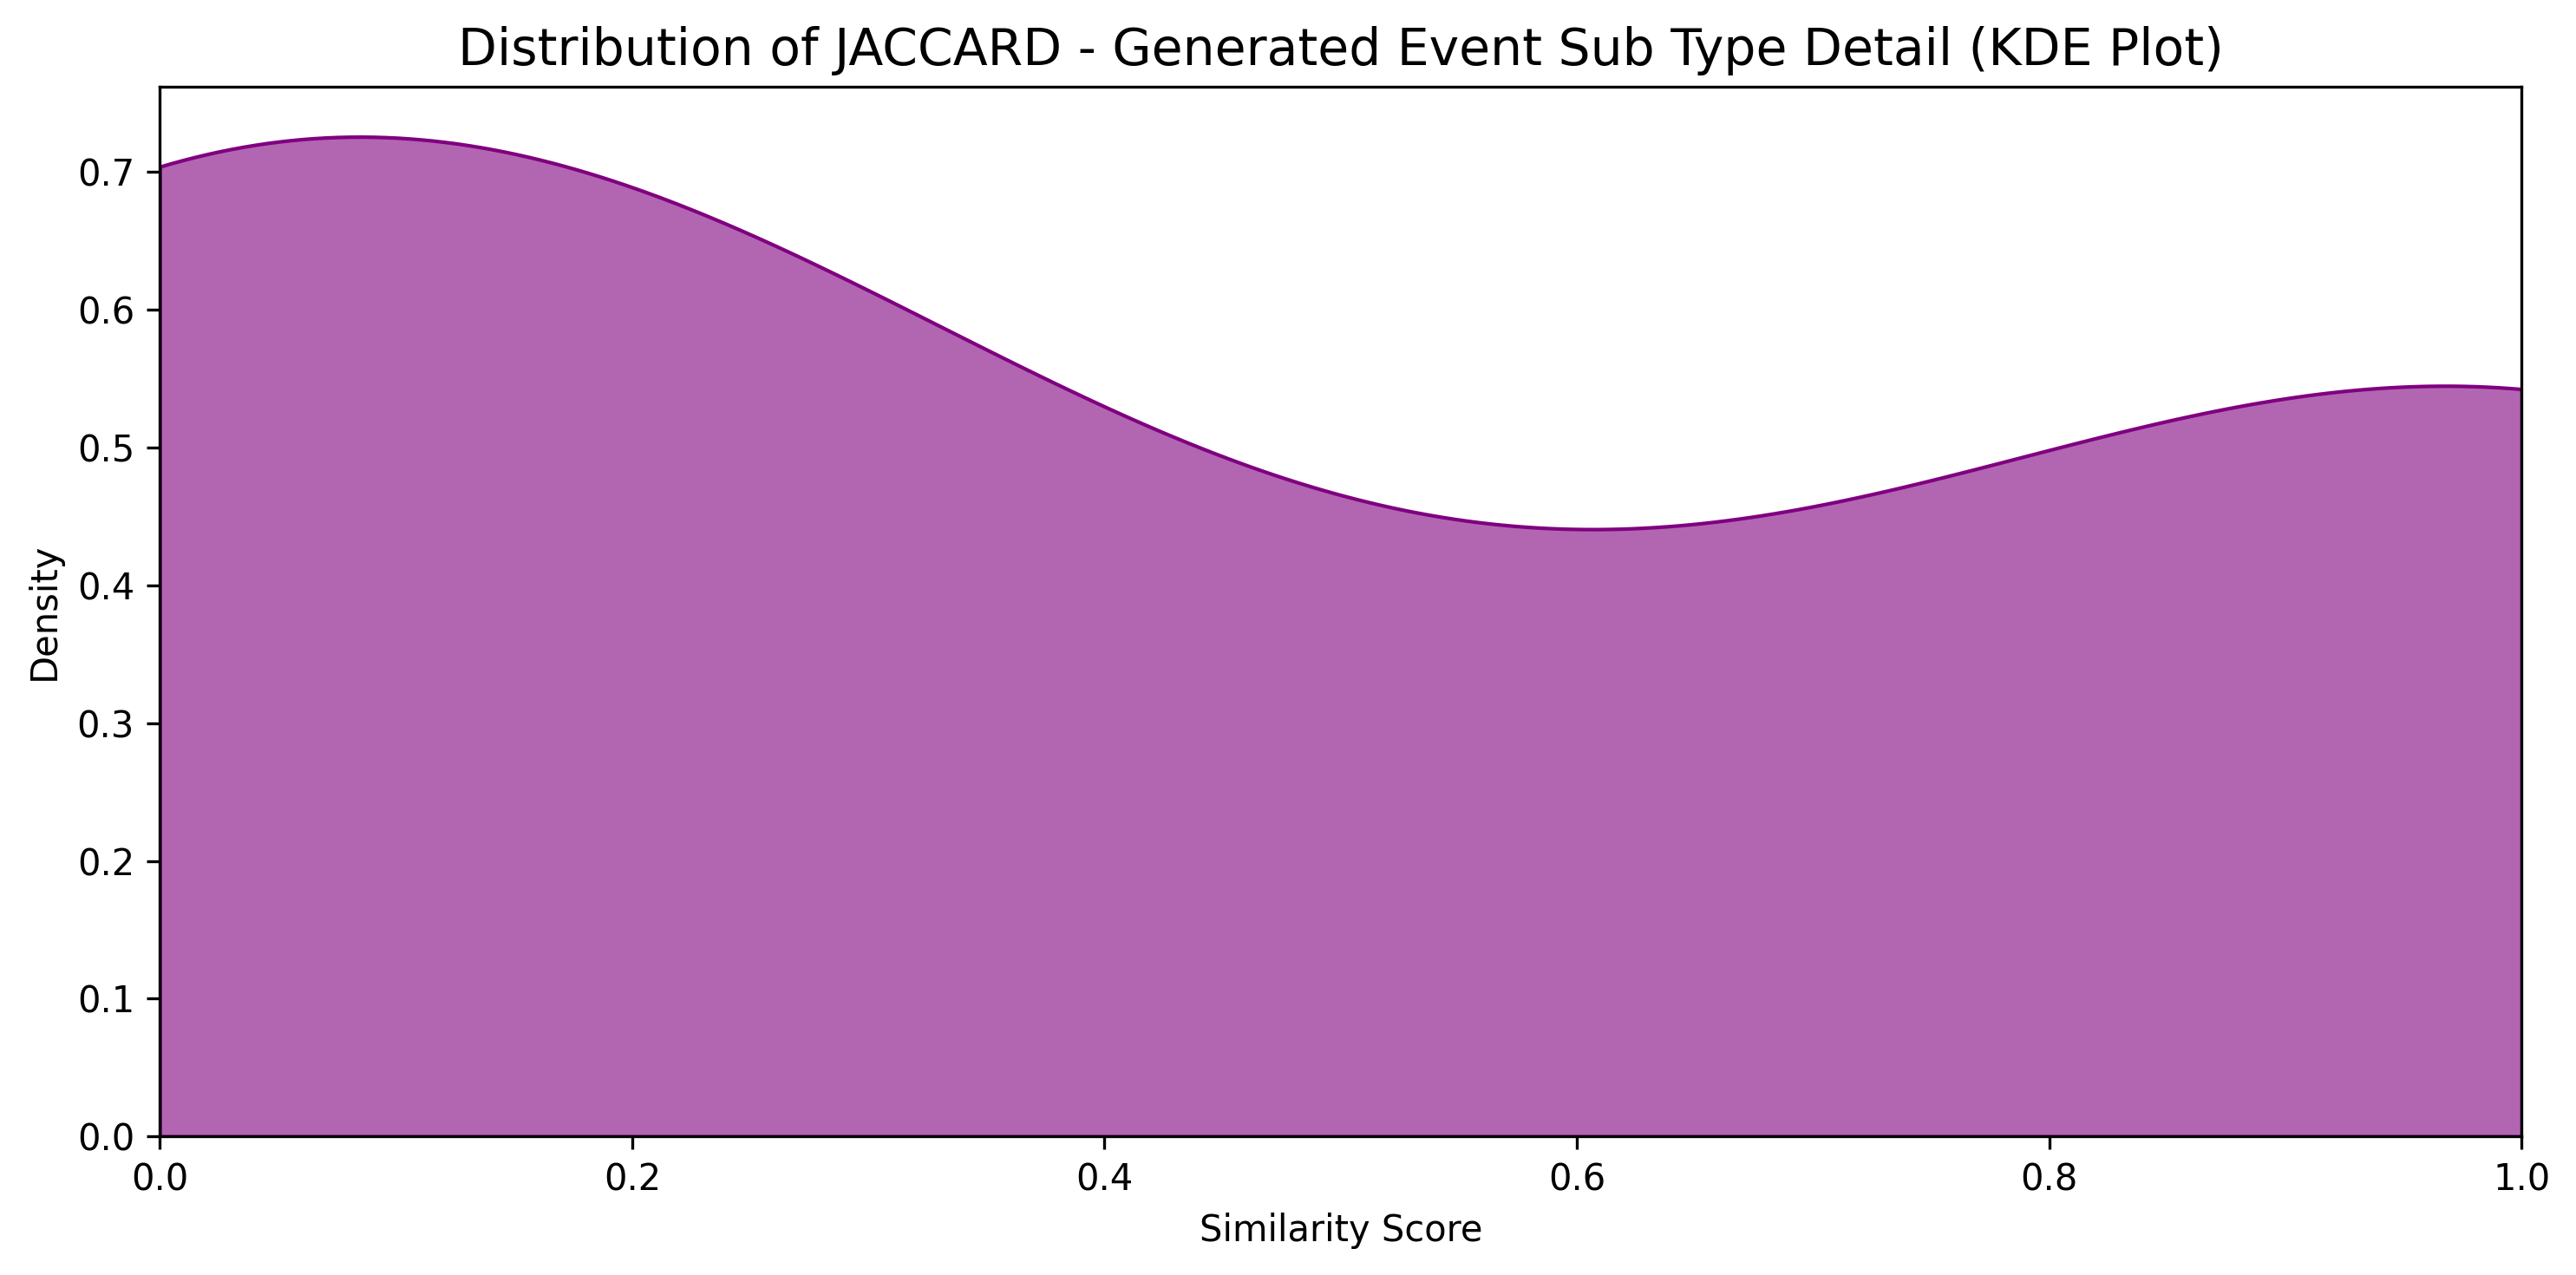 Distribution of JACCARD - Generated Event Sub Type Detail (KDE Plot)
Density
0.7
0.6
0.5
0.4
0.3
0.2
0.1
0.0
0.0 0.2 0.4 0.6 0.8 1.0
Similarity Score